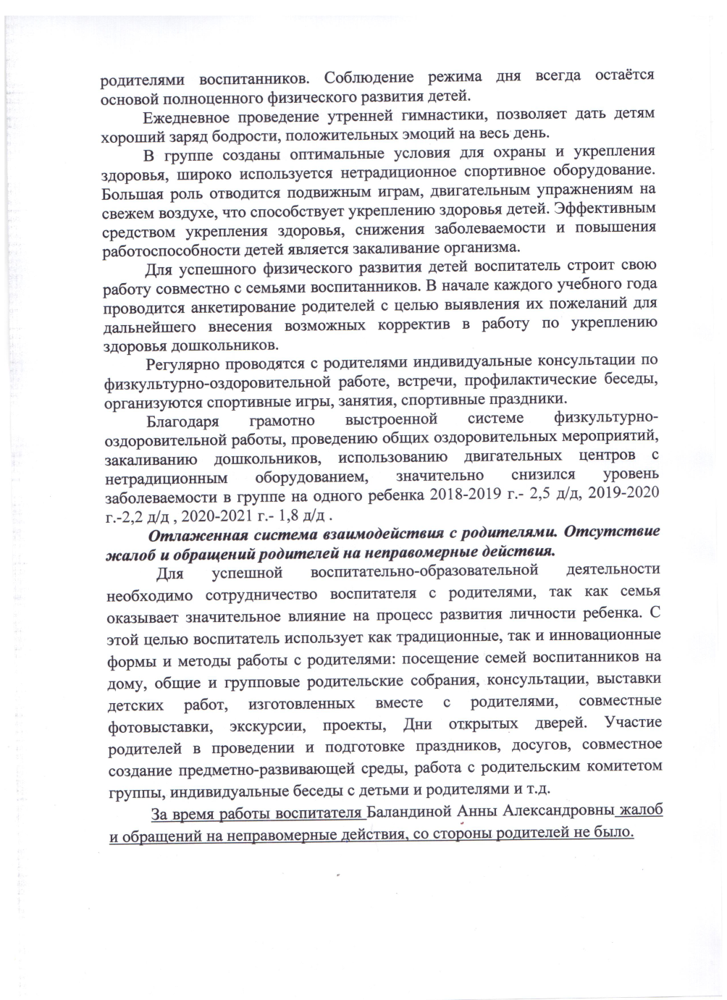 родителями воспитанников. Соблюдение режима дня всегда остаётся
основой полноценного физического развития детей.
Ежедневное проведение утренней гимнастики, позволяет дать детям
хороший заряд бодрости, положительных эмоций на весь день.
В группе созданы оптимальные условия для охраны и укрепления
здоровья, широко используется нетрадиционное спортивное оборудование.
Большая роль отводится подвижным играм, двигательным упражнениям на
свежем воздухе, что способствует укреплению здоровья детей. Эффективным
средством укрепления здоровья, снижения заболеваемости и повышения
работоспособности детей является закаливание организма.
Для успешного физического развития детей воспитатель строит свою
работу совместно с семьями воспитанников. В начале каждого учебного года
проводится анкетирование родителей с целью выявления их пожеланий для
дальнейшего внесения возможных корректив в работу по укреплению
здоровья дошкольников.
Регулярно проводятся с родителями индивидуальные консультации по
физкультурно-оздоровительной работе, встречи, профилактические беседы,
организуются спортивные игры, занятия, спортивные праздники.
Благодаря грамотно выстроенной системе физкультурно-
оздоровительной работы, проведению общих оздоровительных мероприятий,
закаливанию дошкольников, использованию двигательных центров с
нетрадиционным оборудованием, значительно снизился уровень
заболеваемости в группе на одного ребенка 2018-2019 г.- 2,5 д/д, 2019-2020
г.-2,2 д/д , 2020-2021 г.- 1,8 д/д .
Отлаженная система взаимодействия с родителями. Отсутствие
жалоб и обращений родителей на неправомерные действия.
Для успешной воспитательно-образовательной деятельности
необходимо сотрудничество воспитателя с родителями, так как семья
оказывает значительное влияние на процесс развития личности ребенка. С
этой целью воспитатель использует как традиционные, так и инновационные
формы и методы работы с родителями: посещение семей воспитанников на
дому, общие и групповые родительские собрания, консультации, выставки
детских работ, изготовленных вместе с родителями, совместные
фотовыставки, экскурсии, проекты, Дни открытых дверей. Участие
родителей в проведении и подготовке праздников, досугов, совместное
создание предметно-развивающей среды, работа с родительским комитетом
группы, индивидуальные беседы с детьми и родителями и т.д.
За время работы воспитателя Баландиной Анны Александровны жалоб
и обращений на неправомерные действия, со стороны родителей не было.